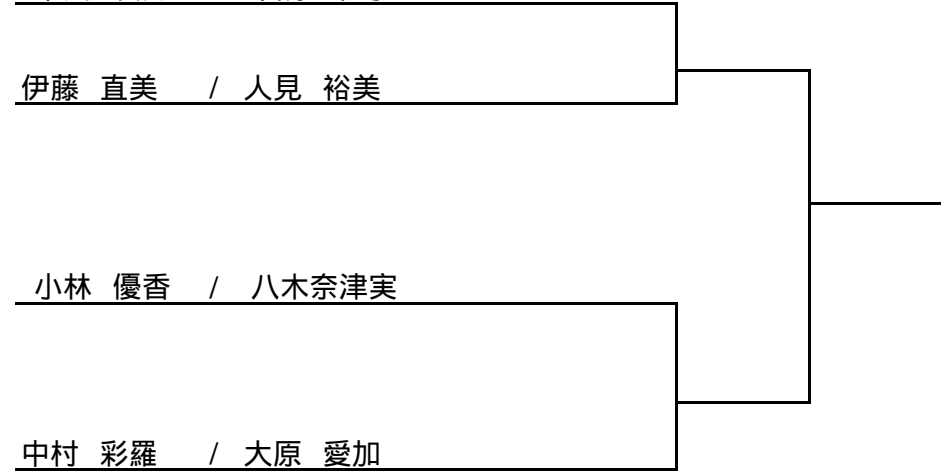 伊藤 直美 / 人見 裕美
小林 優香 / 八木奈津実
中村 彩羅 / 大原 愛加